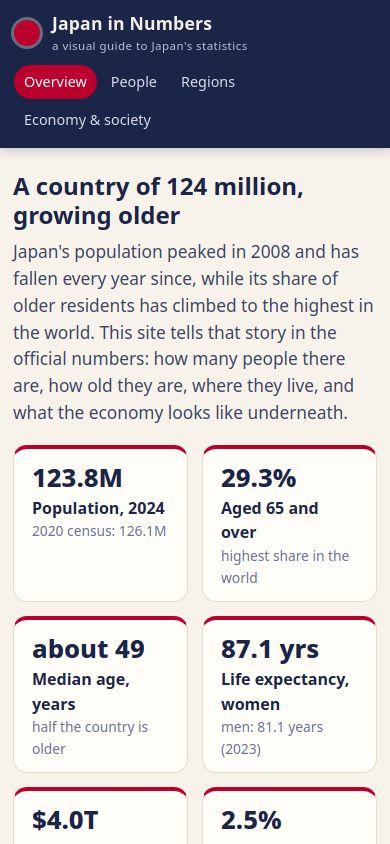 Japan in Numbers
a visual guide to Japan's statistics
Overview People Regions
Economy & society
A country of 124 million,
growing older
Japan's population peaked in 2008 and has
fallen every year since, while its share of
older residents has climbed to the highest in
the world. This site tells that story in the
official numbers: how many people there
are, how old they are, where they live, and
what the economy looks like underneath.
123.8M
Population, 2024
2020 census: 126.1M
29.3%
Aged 65 and
over
highest share in the
world
about 49
Median age,
years
half the country is
older
87.1 yrs
Life expectancy,
women
men: 81.1 years
(2023)
$4.0T
2.5%